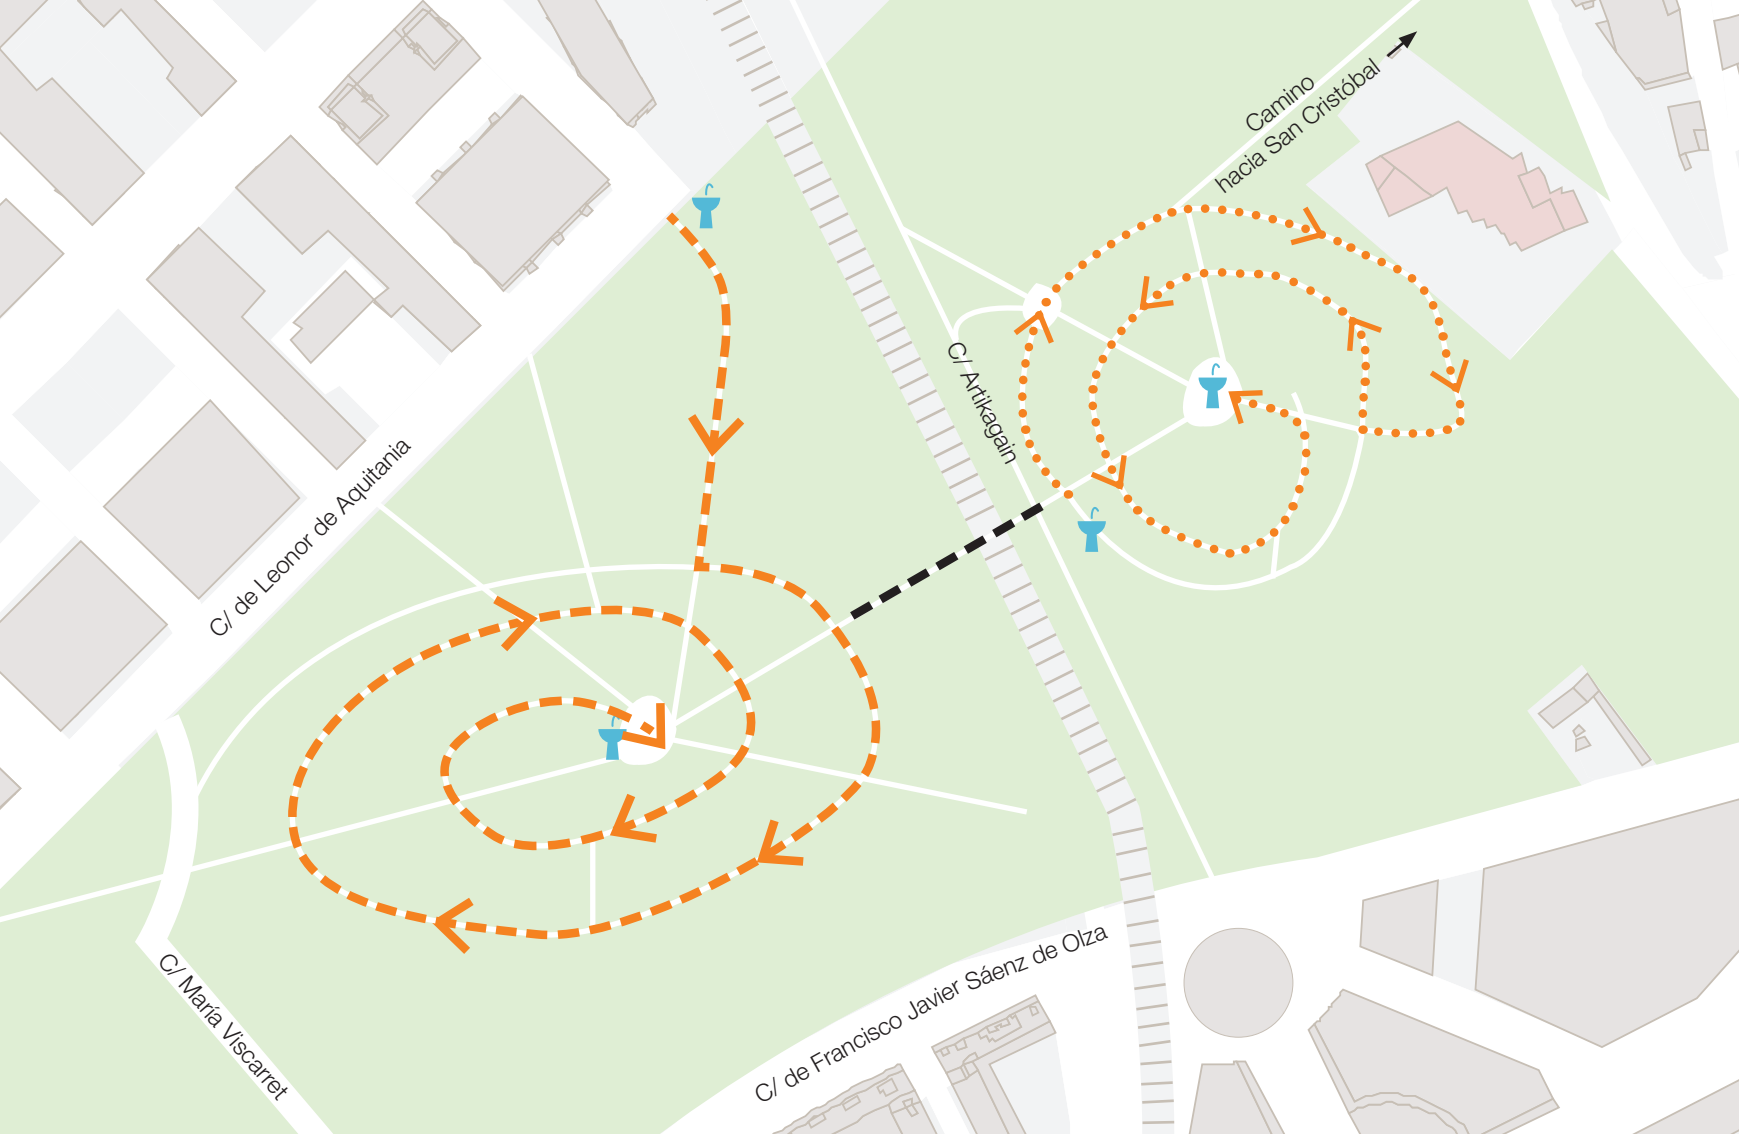 Camino
hacia San Cristóbal
C/ Artikagain
C/ de Leonor de Aquitania
C/ María Viscarret
C/ de Francisco Javier Sáenz de Olza